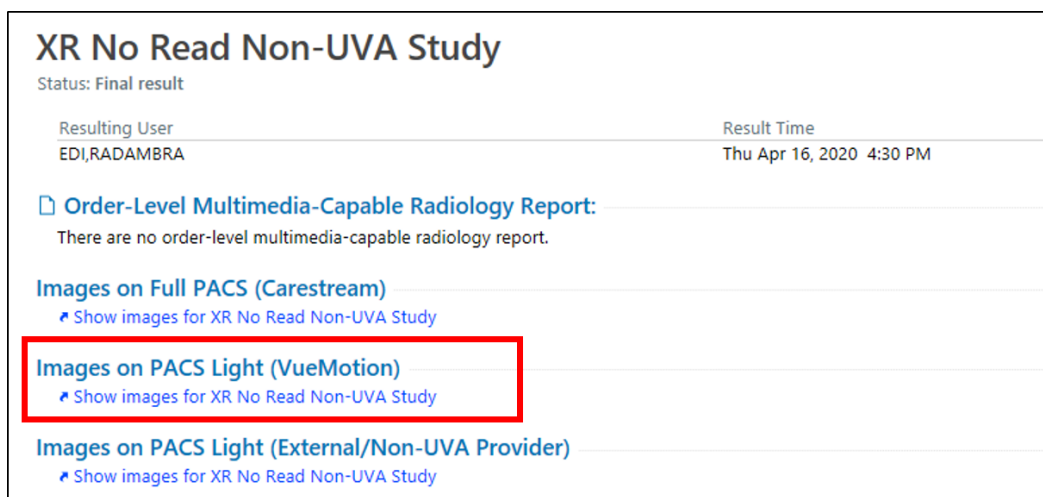 XR No Read Non-UVA Study
Status: Final result
Resulting User Result Time
EDI,RADAMBRA Thu Apr 16, 2020 4:30 PM
Order-Level Multimedia-Capable Radiology Report:
There are no order-level multimedia-capable radiology report.
Images on Full PACS (Carestream)
Show images for XR No Read Non-UVA Study
Images on PACS Light (VueMotion)
Show images for XR No Read Non-UVA Study
Images on PACS Light (External/Non-UVA Provider)
Show images for XR No Read Non-UVA Study